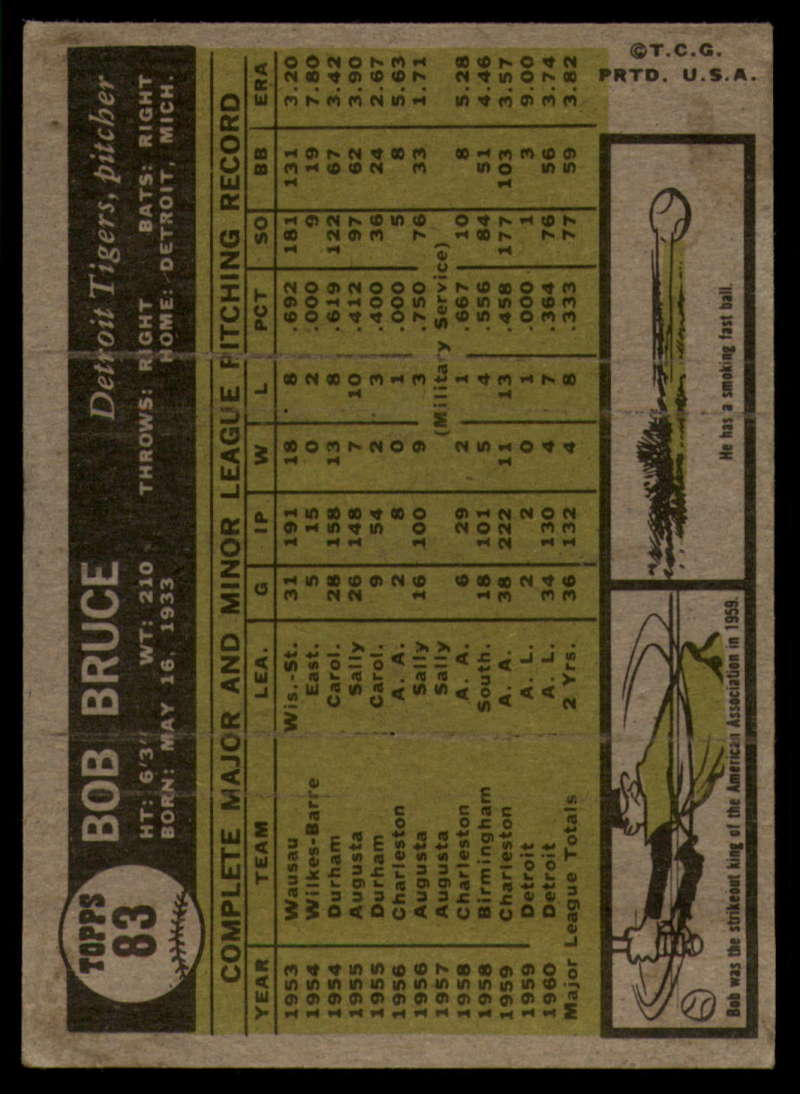 TOPPS
83
BOB BRUCE
Detroit Tigers, pitcher
HT: 6'3" WT: 210 THROWS: RIGHT BATS: RIGHT
BORN: MAY 16, 1933 HOME: DETROIT, MICH.
COMPLETE MAJOR AND MINOR LEAGUE PITCHING RECORD
YEAR TEAM LEA. G IP W L PCT SO BB ERA
1953 Wausau Wis.-St. 31 191 18 8 .692 181 131 3.20
1954 Wilkes-Barre East. 5 15 0 2 .000 9 19 7.80
1954 Durham Carol. 28 158 13 8 .619 122 67 3.42
1955 Augusta Sally 26 148 7 10 .412 97 62 3.90
1955 Durham Carol. 9 54 2 3 .400 36 24 2.67
1956 Charleston A. A. 2 8 0 1 .000 5 8 5.63
1956 Augusta Sally 16 100 9 3 .750 76 33 1.71
1957 Augusta Sally (Military Service)
1958 Charleston A. A. 6 29 2 1 .667 10 8 5.28
1958 Birmingham South. 18 101 5 4 .556 84 51 4.46
1959 Charleston A. A. 38 222 11 13 .458 177 103 3.57
1959 Detroit A. L. 2 2 0 1 .000 1 3 9.00
1960 Detroit A. L. 34 130 4 7 .364 76 56 3.74
Major League Totals 2 Yrs. 36 132 4 8 .333 77 59 3.82
Bob was the strikeout king of the American Association in 1959.
He has a smoking fast ball.
©T.C.G.
PRTD. U.S.A.